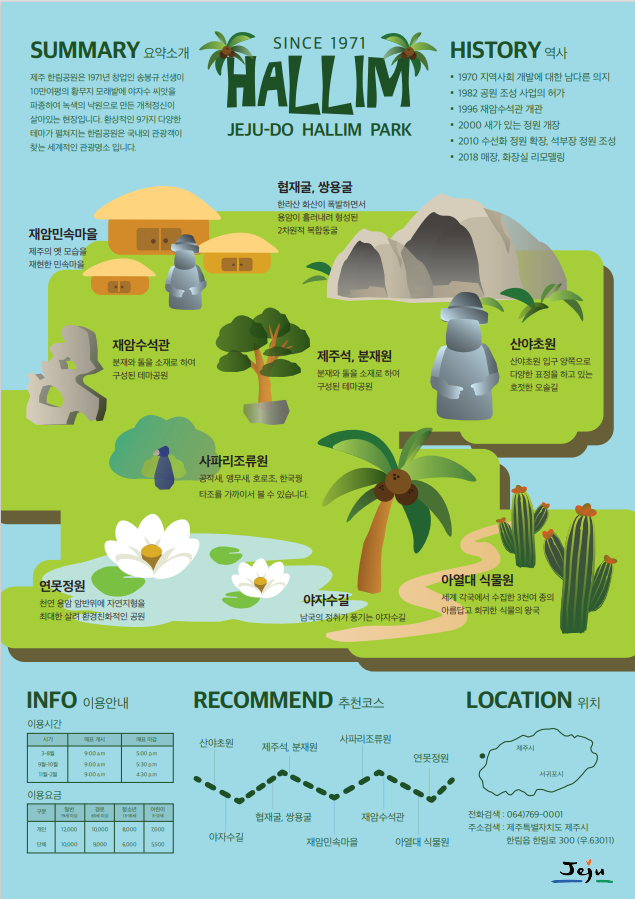 SUMMARY 요약소개
제주 한림공원은 1971년 창업인 송봉규 선생이
10만여평의 황무지 모래밭에 야자수 씨앗을
파종하여 녹색의 낙원으로 만든 개척정신이
살아있는 현장입니다. 환상적인 9가지 다양한
테마가 펼쳐지는 한림공원은 국내외 관광객이
찾는 세계적인 관광명소 입니다.
SINCE 1971
HALLIM
JEJU-DO HALLIM PARK
HISTORY 역사
• 1970 지역사회 개발에 대한 남다른 의지
• 1982 공원 조성 사업의 허가
• 1996 재암수석관 개관
• 2000 새가 있는 정원 개장
• 2010 수선화 정원 확장, 석부장 정원 조성
• 2018 매장, 화장실 리모델링
협재굴, 쌍용굴
한라산 화산이 폭발하면서
용암이 흘러내려 형성된
2차원적 복합동굴
재암민속마을
제주의 옛 모습을
재현한 민속마을
재암수석관
분재와 돌을 소재로 하여
구성된 테마공원
제주석, 분재원
분재와 돌을 소재로 하여
구성된 테마공원
산야초원
산야초원 입구 양쪽으로
다양한 표정을 하고 있는
호젓한 오솔길
사파리조류원
공작새, 앵무새, 호로조, 한국꿩
타조를 가까이서 볼 수 있습니다.
연못정원
천연 용암 암반위에 자연지형을
최대한 살려 환경친화적인 공원
야자수길
남국의 정취가 풍기는 야자수길
아열대 식물원
세계 각국에서 수집한 3천여 종의
아름답고 희귀한 식물의 왕국
INFO 이용안내
이용시간
시기 매표 개시 매표 마감
3-8월 9:00 a.m 5:00 p.m
9월-10월 9:00 a.m 5:30 p.m
11월-2월 9:00 a.m 4:30 p.m
이용요금
구분 일반 경로 청소년 어린이
개인 12,000 10,000 8,000 7,000
단체 10,000 9,000 6,000 5,500
RECOMMEND 추천코스
산야초원
제주석, 분재원
사파리조류원
연못정원
야자수길
협재굴, 쌍용굴
재암민속마을
재암수석관
아열대 식물원
LOCATION 위치
제주시
서귀포시
전화검색 : 064)769-0001
주소검색 : 제주특별자치도 제주시
한림읍 한림로 300 (우.63011)
Jeju